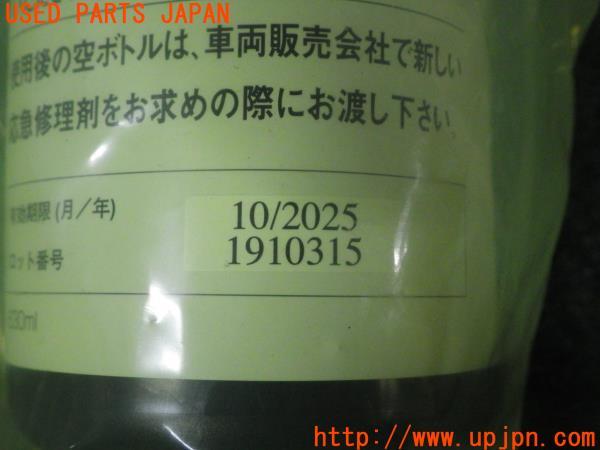 USED PARTS JAPAN
使用後の空ボトルは、車両販売会社で新しい
応急修理剤をお求めの際にお渡し下さい。
有効期限 (月／年)
10/2025
ロット番号
1910315
630ml
http://www.upjpn.com/